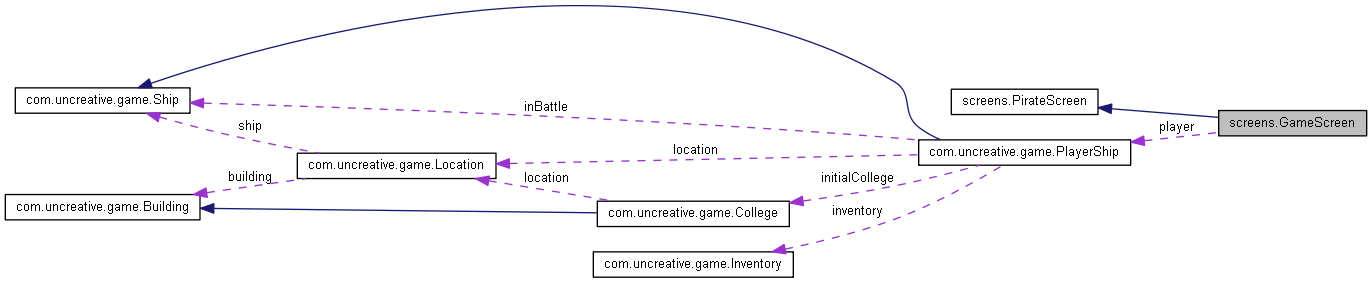 com.uncreative.game.Ship
inBattle
screens.PirateScreen
screens.GameScreen
ship
player
location
com.uncreative.game.PlayerShip
com.uncreative.game.Location
building
location
initialCollege
com.uncreative.game.Building
com.uncreative.game.College
inventory
com.uncreative.game.Inventory